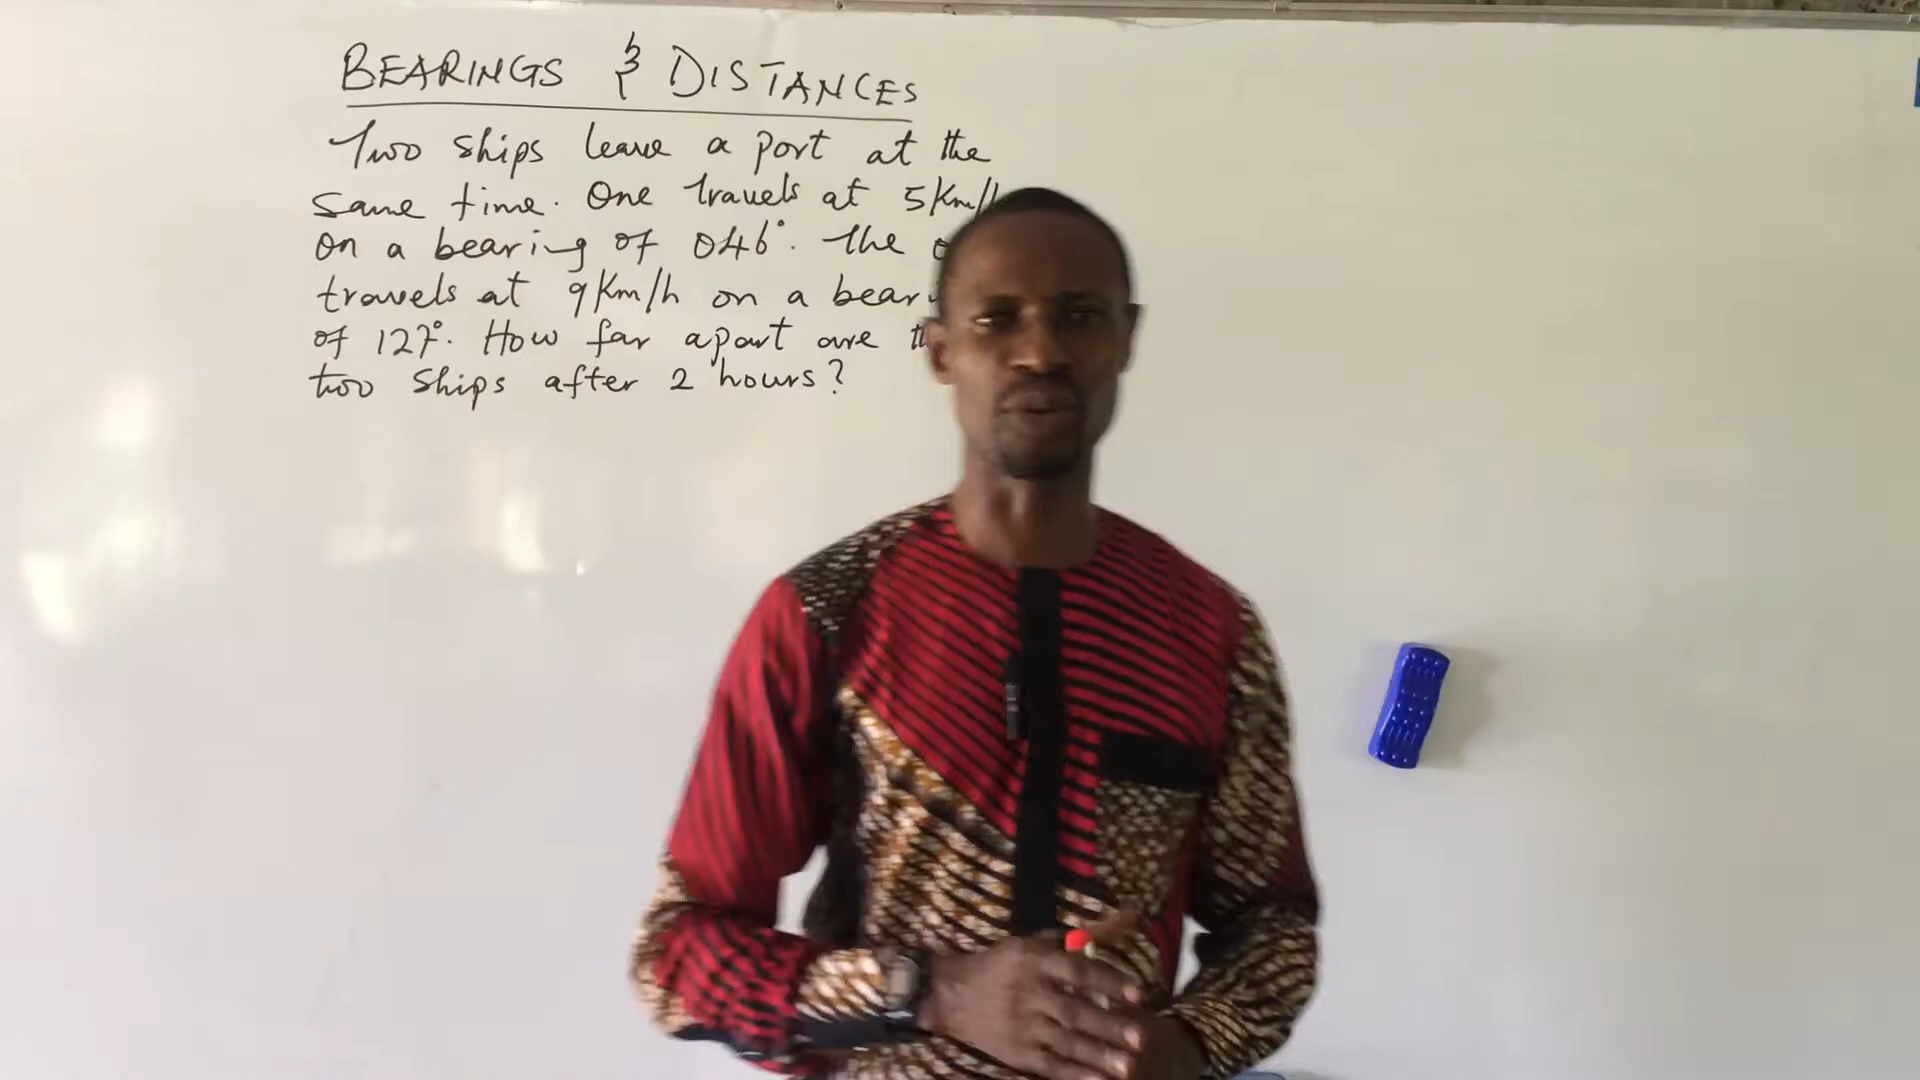 BEARINGS & DISTANCES
Two ships leave a port at the
same time. One travels at 5Km/h
on a bearing of 046°. The
travels at 9Km/h on a
of 127°. How far apart are
two ships after 2 hours?